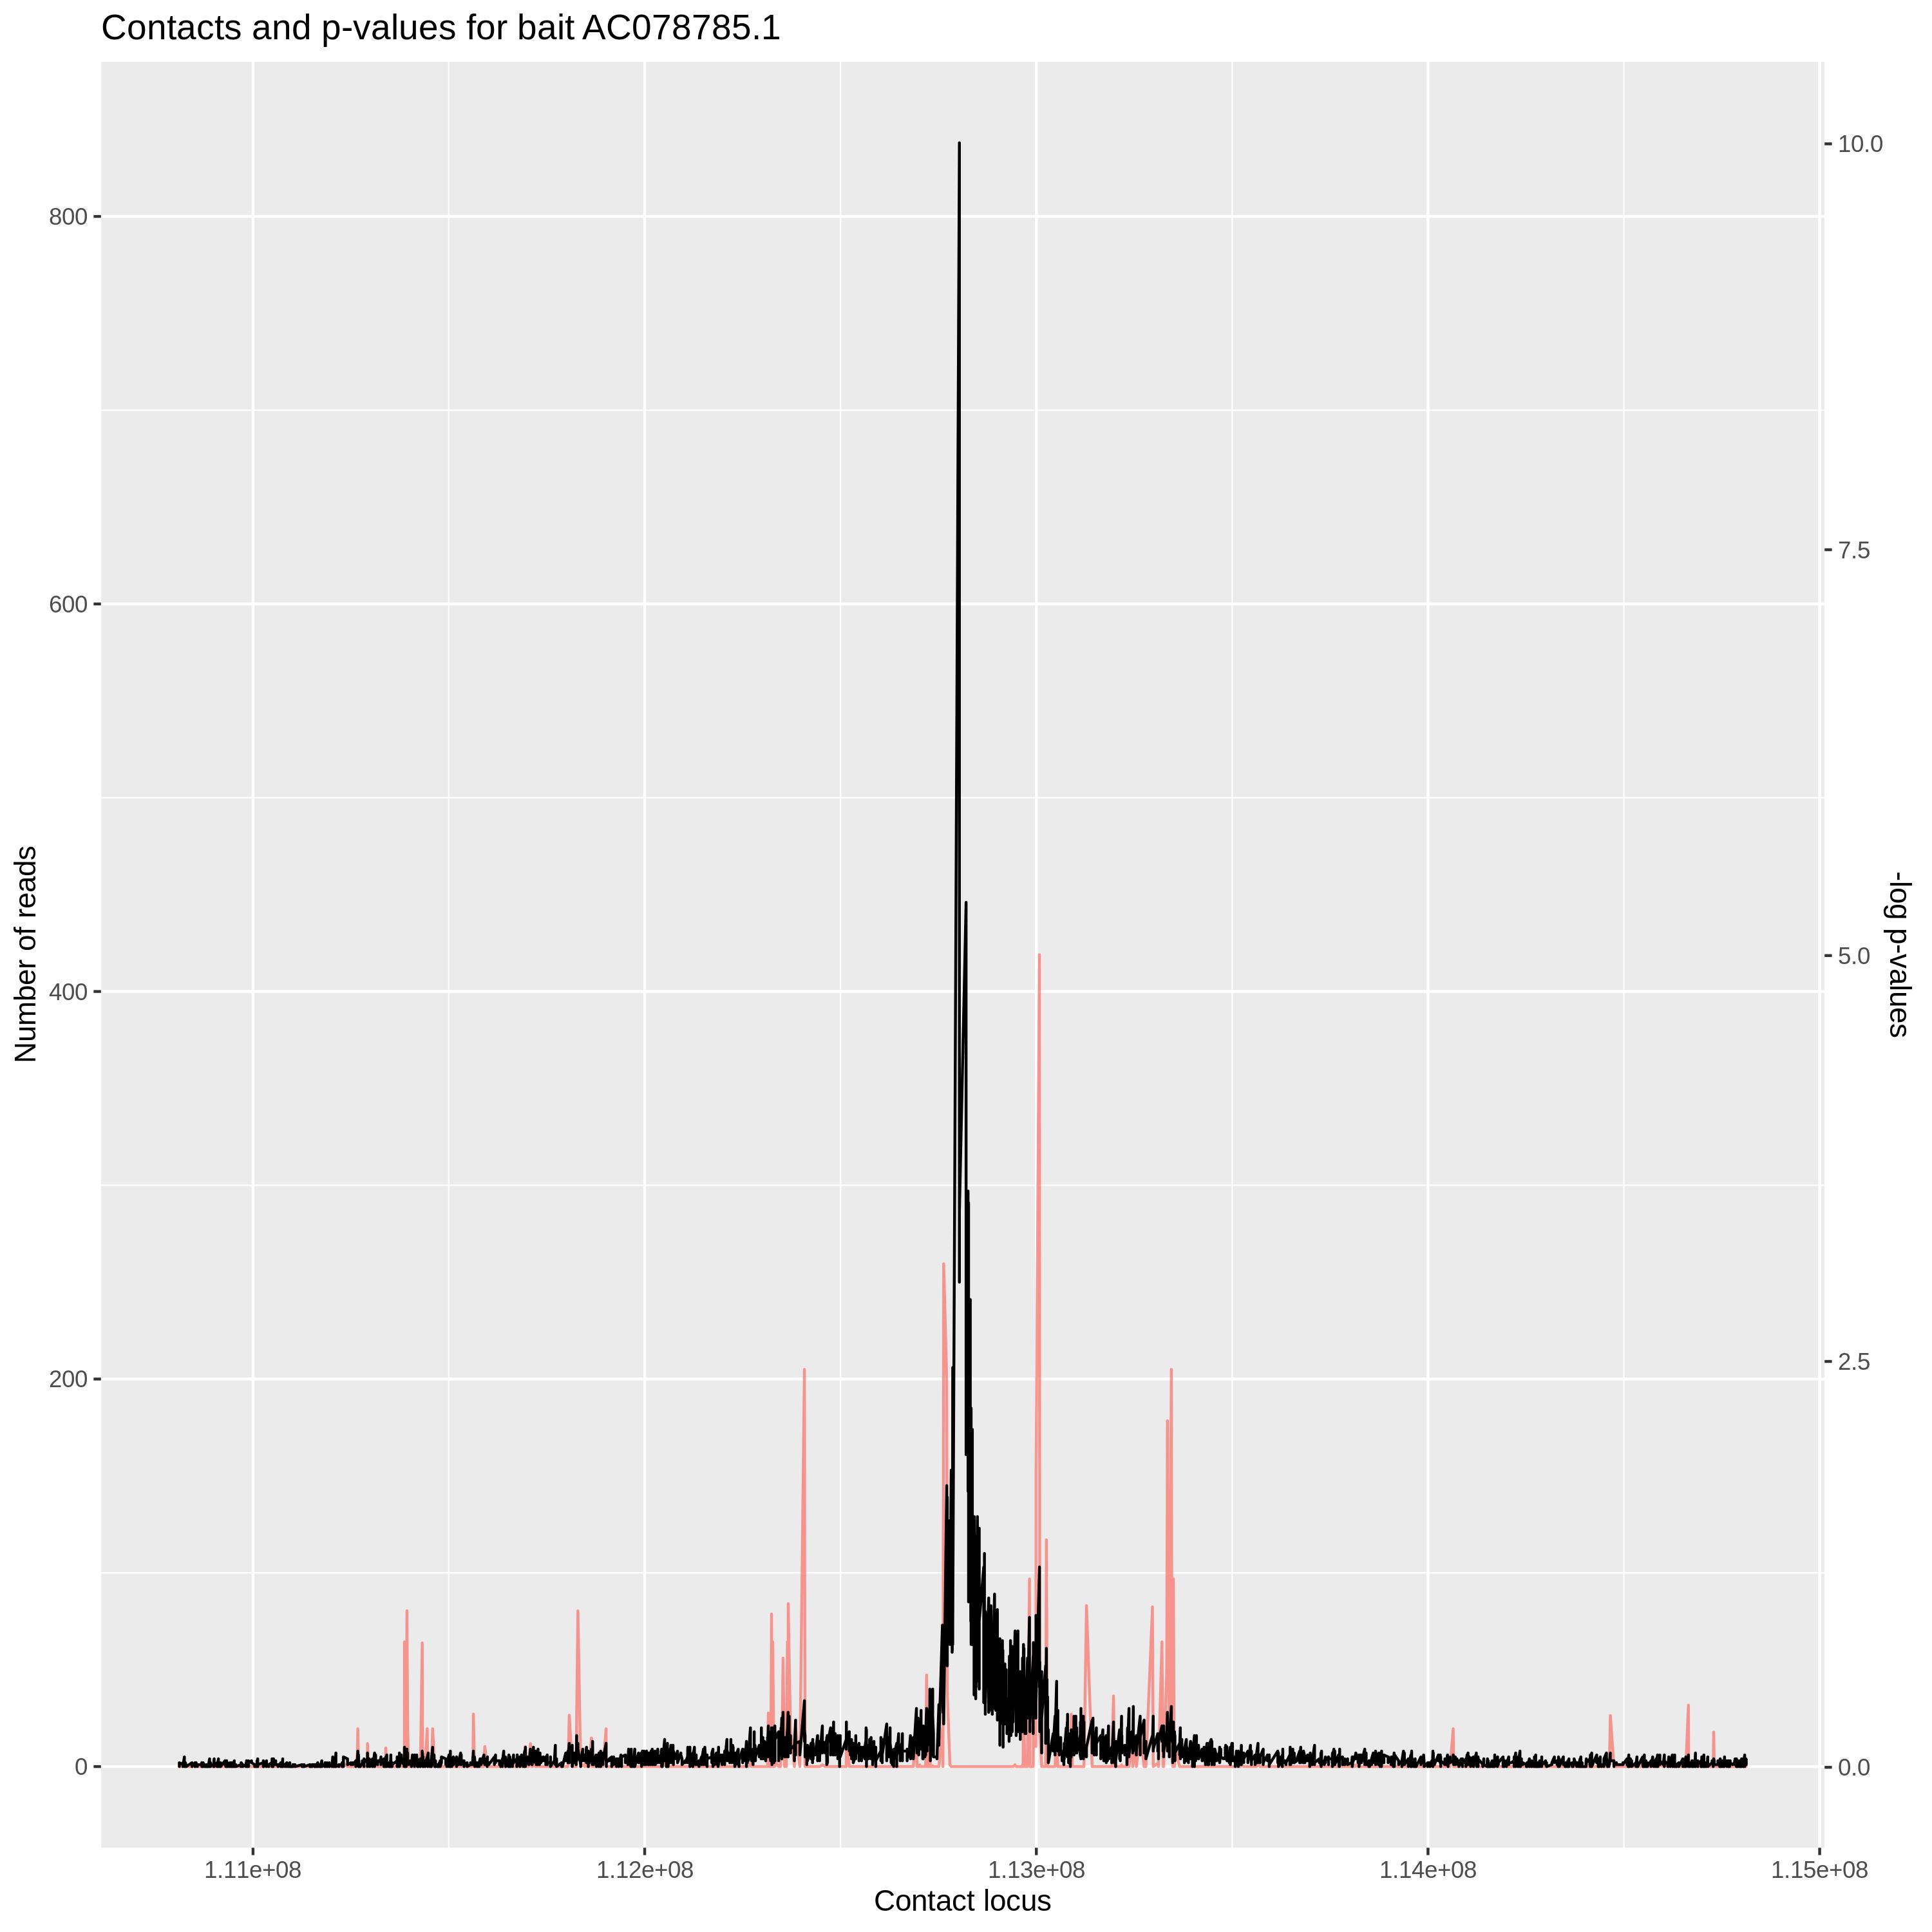 Contacts and p-values for bait AC078785.1
10.0
800
7.5
600
Number of reads
-log p-values
5.0
400
2.5
200
0
0.0
1.11e+08 1.12e+08 1.13e+08 1.14e+08 1.15e+08
Contact locus